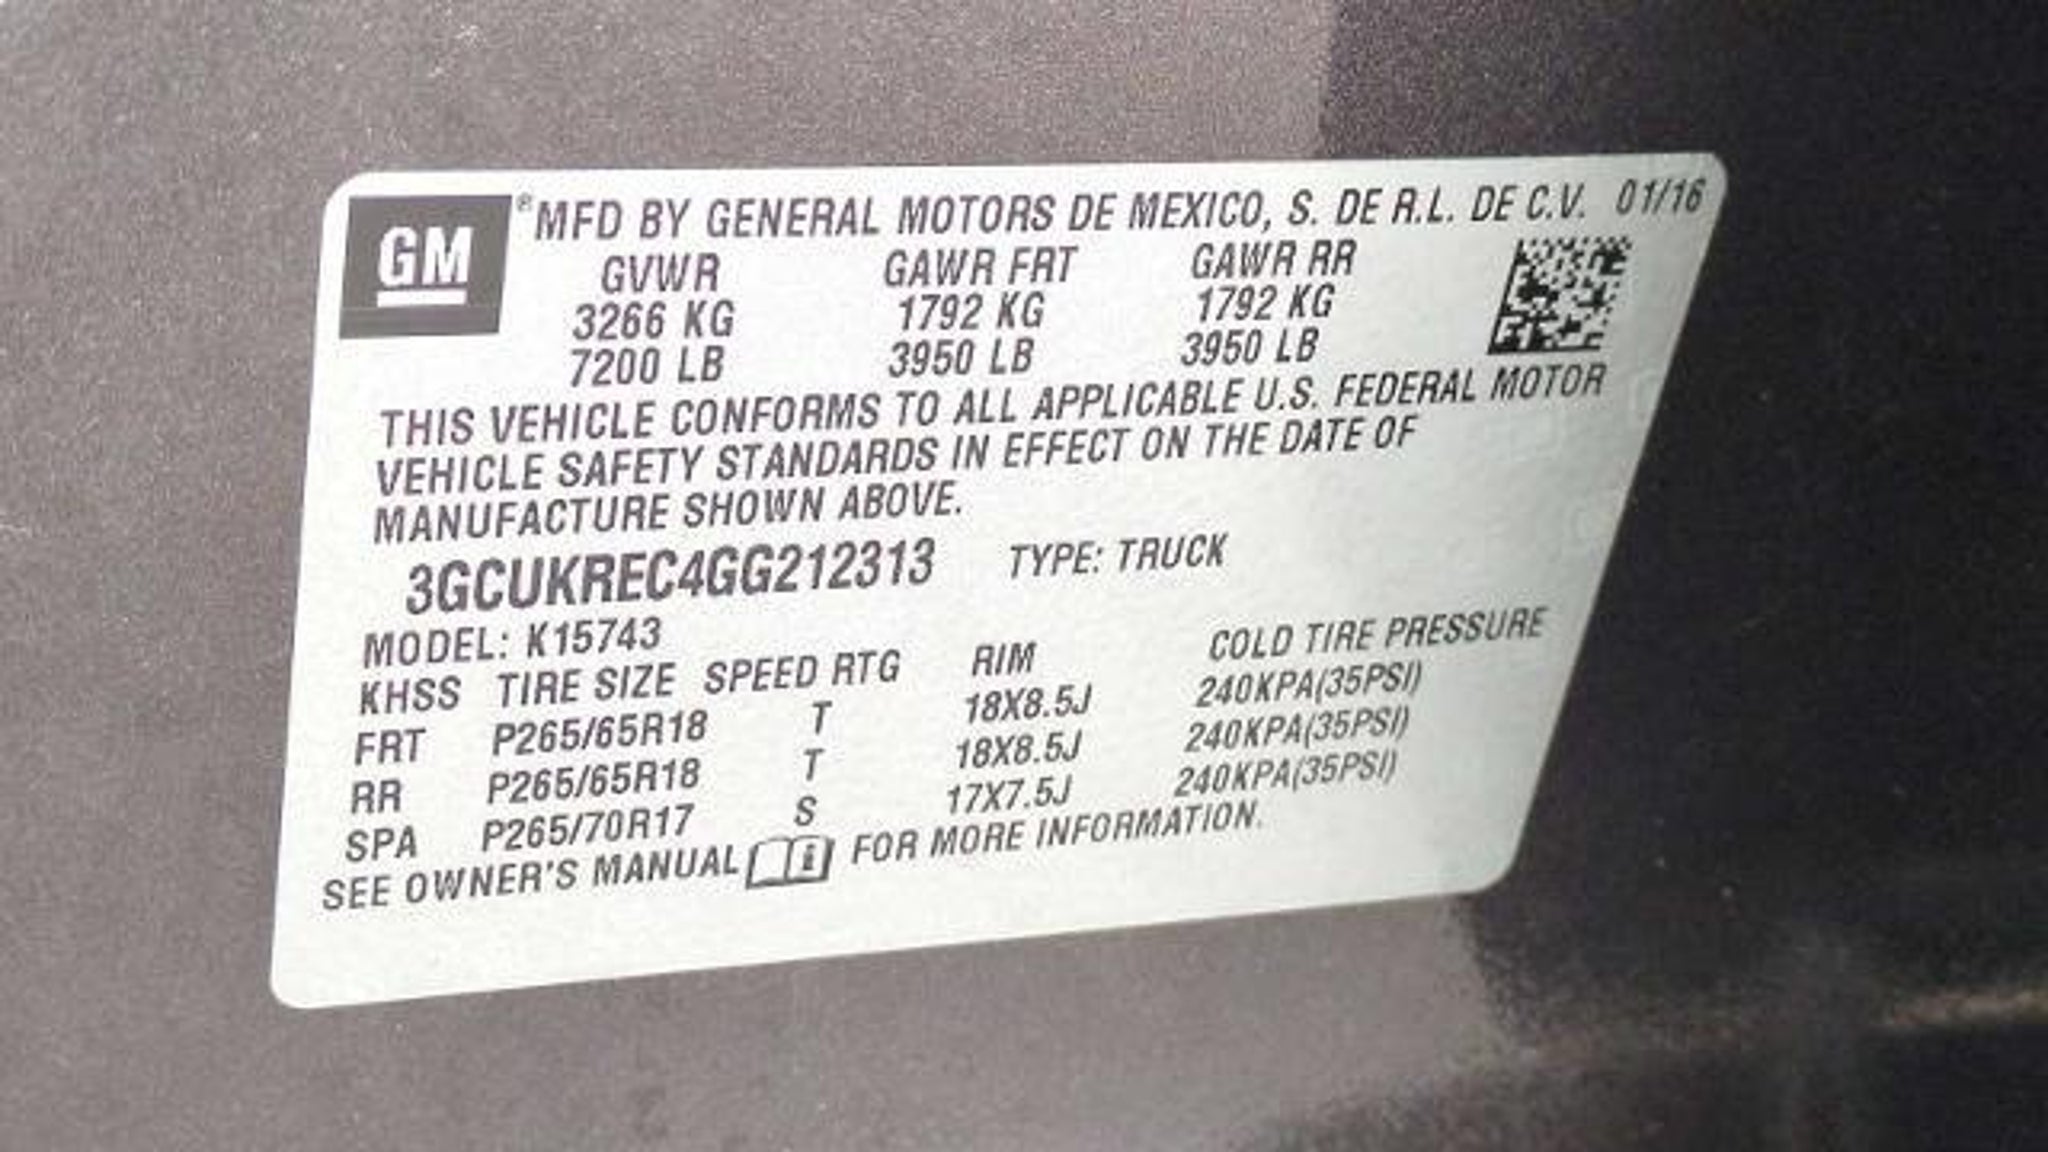 GM
®MFD BY GENERAL MOTORS DE MEXICO, S. DE R.L. DE C.V. 01/16
GVWR GAWR FRT GAWR RR
3266 KG 1792 KG 1792 KG
7200 LB 3950 LB 3950 LB
THIS VEHICLE CONFORMS TO ALL APPLICABLE U.S. FEDERAL MOTOR
VEHICLE SAFETY STANDARDS IN EFFECT ON THE DATE OF
MANUFACTURE SHOWN ABOVE.
3GCUKREC4GG212313 TYPE: TRUCK
MODEL: K15743
KHSS TIRE SIZE SPEED RTG RIM COLD TIRE PRESSURE
FRT P265/65R18 T 18X8.5J 240KPA(35PSI)
RR P265/65R18 T 18X8.5J 240KPA(35PSI)
SPA P265/70R17 S 17X7.5J 240KPA(35PSI)
SEE OWNER'S MANUAL i FOR MORE INFORMATION.